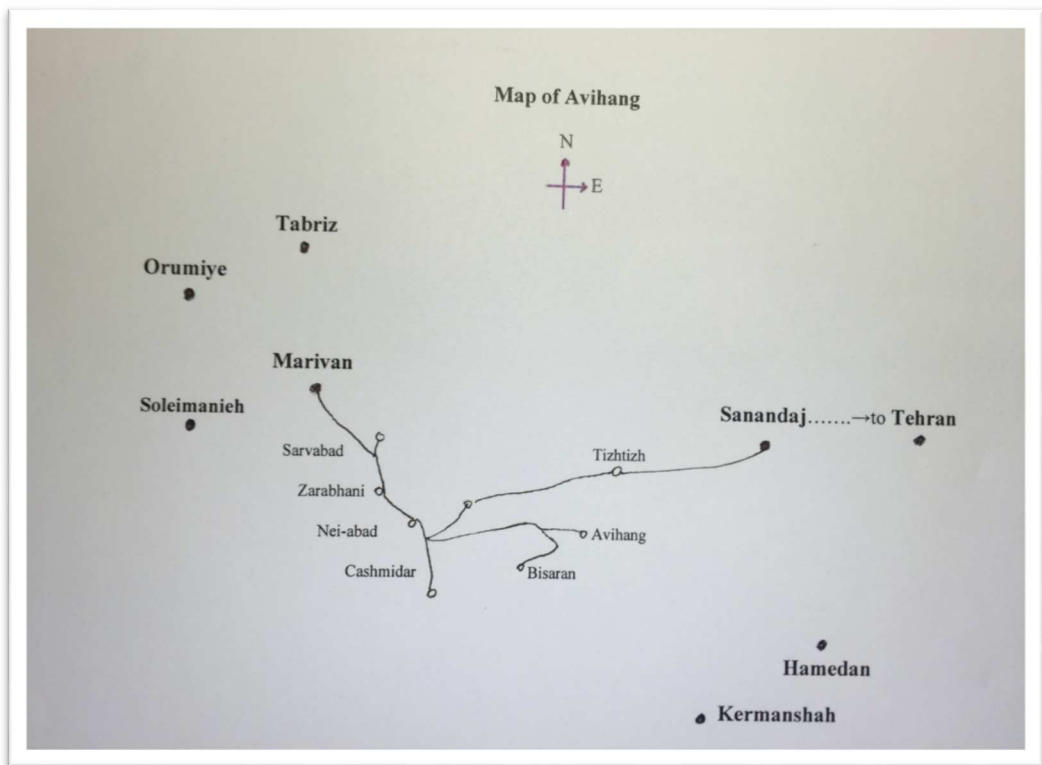 Map of Avihang
N
E
Tabriz
Orumiye
Marivan
Soleimanieh
Sanandaj.......→to Tehran
Sarvabad
Tizhtizh
Zarabhani
Nei-abad
Avihang
Cashmidar
Bisaran
Hamedan
Kermanshah